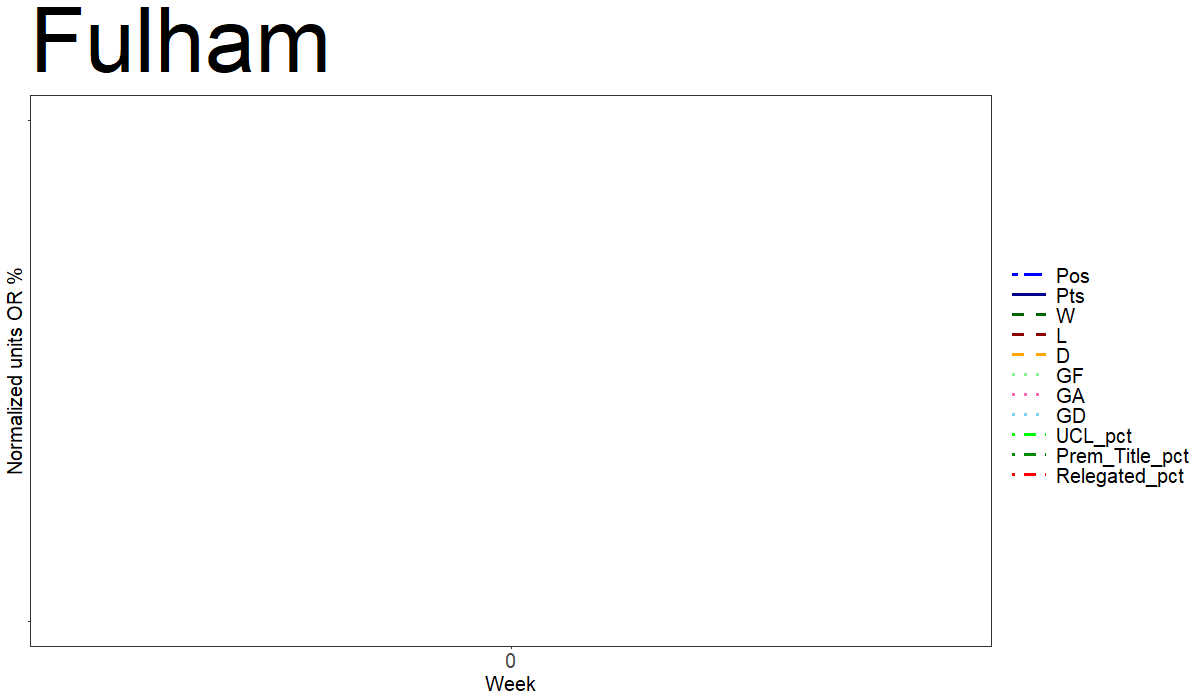 Fulham
Normalized units OR %
0
Week
Pos
Pts
W
L
D
GF
GA
GD
UCL_pct
Prem_Title_pct
Relegated_pct